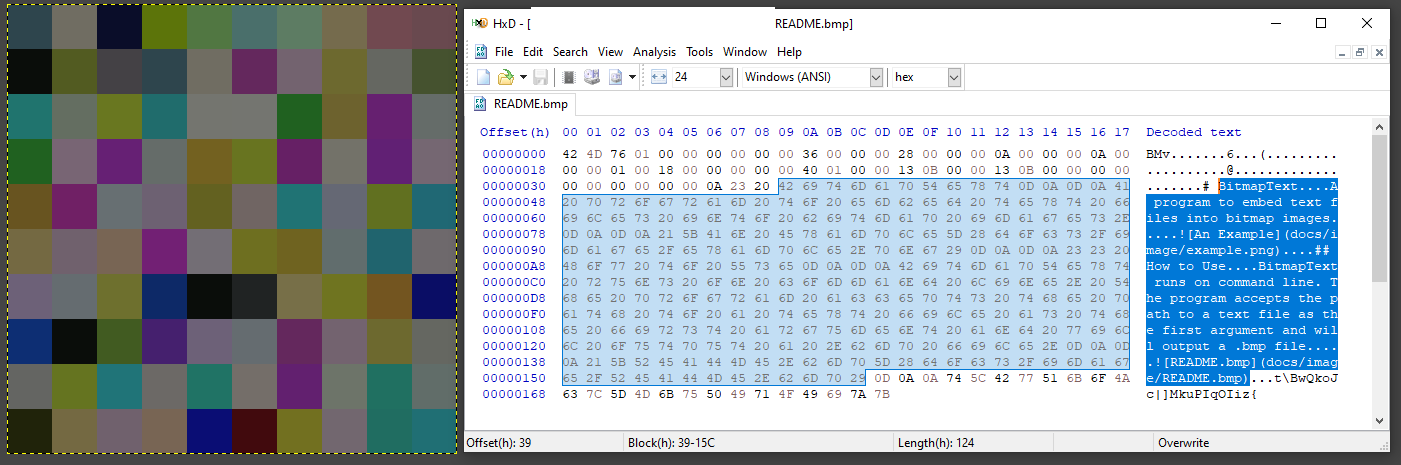 HxD - [ README.bmp]
File Edit Search View Analysis Tools Window Help
24 Windows (ANSI) hex
README.bmp
Offset(h) 00 01 02 03 04 05 06 07 08 09 0A 0B 0C 0D 0E 0F 10 11 12 13 14 15 16 17 Decoded text
00000000 42 4D 76 01 00 00 00 00 00 00 36 00 00 00 28 00 00 00 0A 00 00 00 0A 00 BMv.......6...(.........
00000018 00 00 01 00 18 00 00 00 00 00 40 01 00 00 13 0B 00 00 13 0B 00 00 00 00 ..........@.............
00000030 00 00 00 00 00 00 0A 23 20 42 69 74 6D 61 70 54 65 78 74 0D 0A 0D 0A 41 .......# BitmapText....A
00000048 20 70 72 6F 67 72 61 6D 20 74 6F 20 65 6D 62 65 64 20 74 65 78 74 20 66 program to embed text f
00000060 69 6C 65 73 20 69 6E 74 6F 20 62 69 74 6D 61 70 20 69 6D 61 67 65 73 2E iles into bitmap images.
00000078 0D 0A 0D 0A 21 5B 41 6E 20 45 78 61 6D 70 6C 65 5D 28 64 6F 63 73 2F 69 ....![An Example](docs/i
00000090 6D 61 67 65 2F 65 78 61 6D 70 6C 65 2E 70 6E 67 29 0D 0A 0D 0A 23 23 20 mage/example.png)....##
000000A8 48 6F 77 20 74 6F 20 55 73 65 0D 0A 0D 0A 42 69 74 6D 61 70 54 65 78 74 How to Use....BitmapText
000000C0 20 72 75 6E 73 20 6F 6E 20 63 6F 6D 6D 61 6E 64 20 6C 69 6E 65 2E 20 54 runs on command line. T
000000D8 68 65 20 70 72 6F 67 72 61 6D 20 61 63 63 65 70 74 73 20 74 68 65 20 70 he program accepts the p
000000F0 61 74 68 20 74 6F 20 61 20 74 65 78 74 20 66 69 6C 65 20 61 73 20 74 68 ath to a text file as th
00000108 65 20 66 69 72 73 74 20 61 72 67 75 6D 65 6E 74 20 61 6E 64 20 77 69 6C e first argument and wil
00000120 6C 20 6F 75 74 70 75 74 20 61 20 2E 62 6D 70 20 66 69 6C 65 2E 0D 0A 0D l output a .bmp file....
00000138 0A 21 5B 52 45 41 44 4D 45 2E 62 6D 70 5D 28 64 6F 63 73 2F 69 6D 61 67 .![README.bmp](docs/imag
00000150 65 2F 52 45 41 44 4D 45 2E 62 6D 70 29 0D 0A 0A 74 5C 42 77 51 6B 6F 4A e/README.bmp)...t\BwQkoJ
00000168 63 7C 5D 4D 6B 75 50 49 71 4F 49 69 7A 7B c|]MkuPIqOIiz{
Offset(h): 39 Block(h): 39-15C Length(h): 124 Overwrite